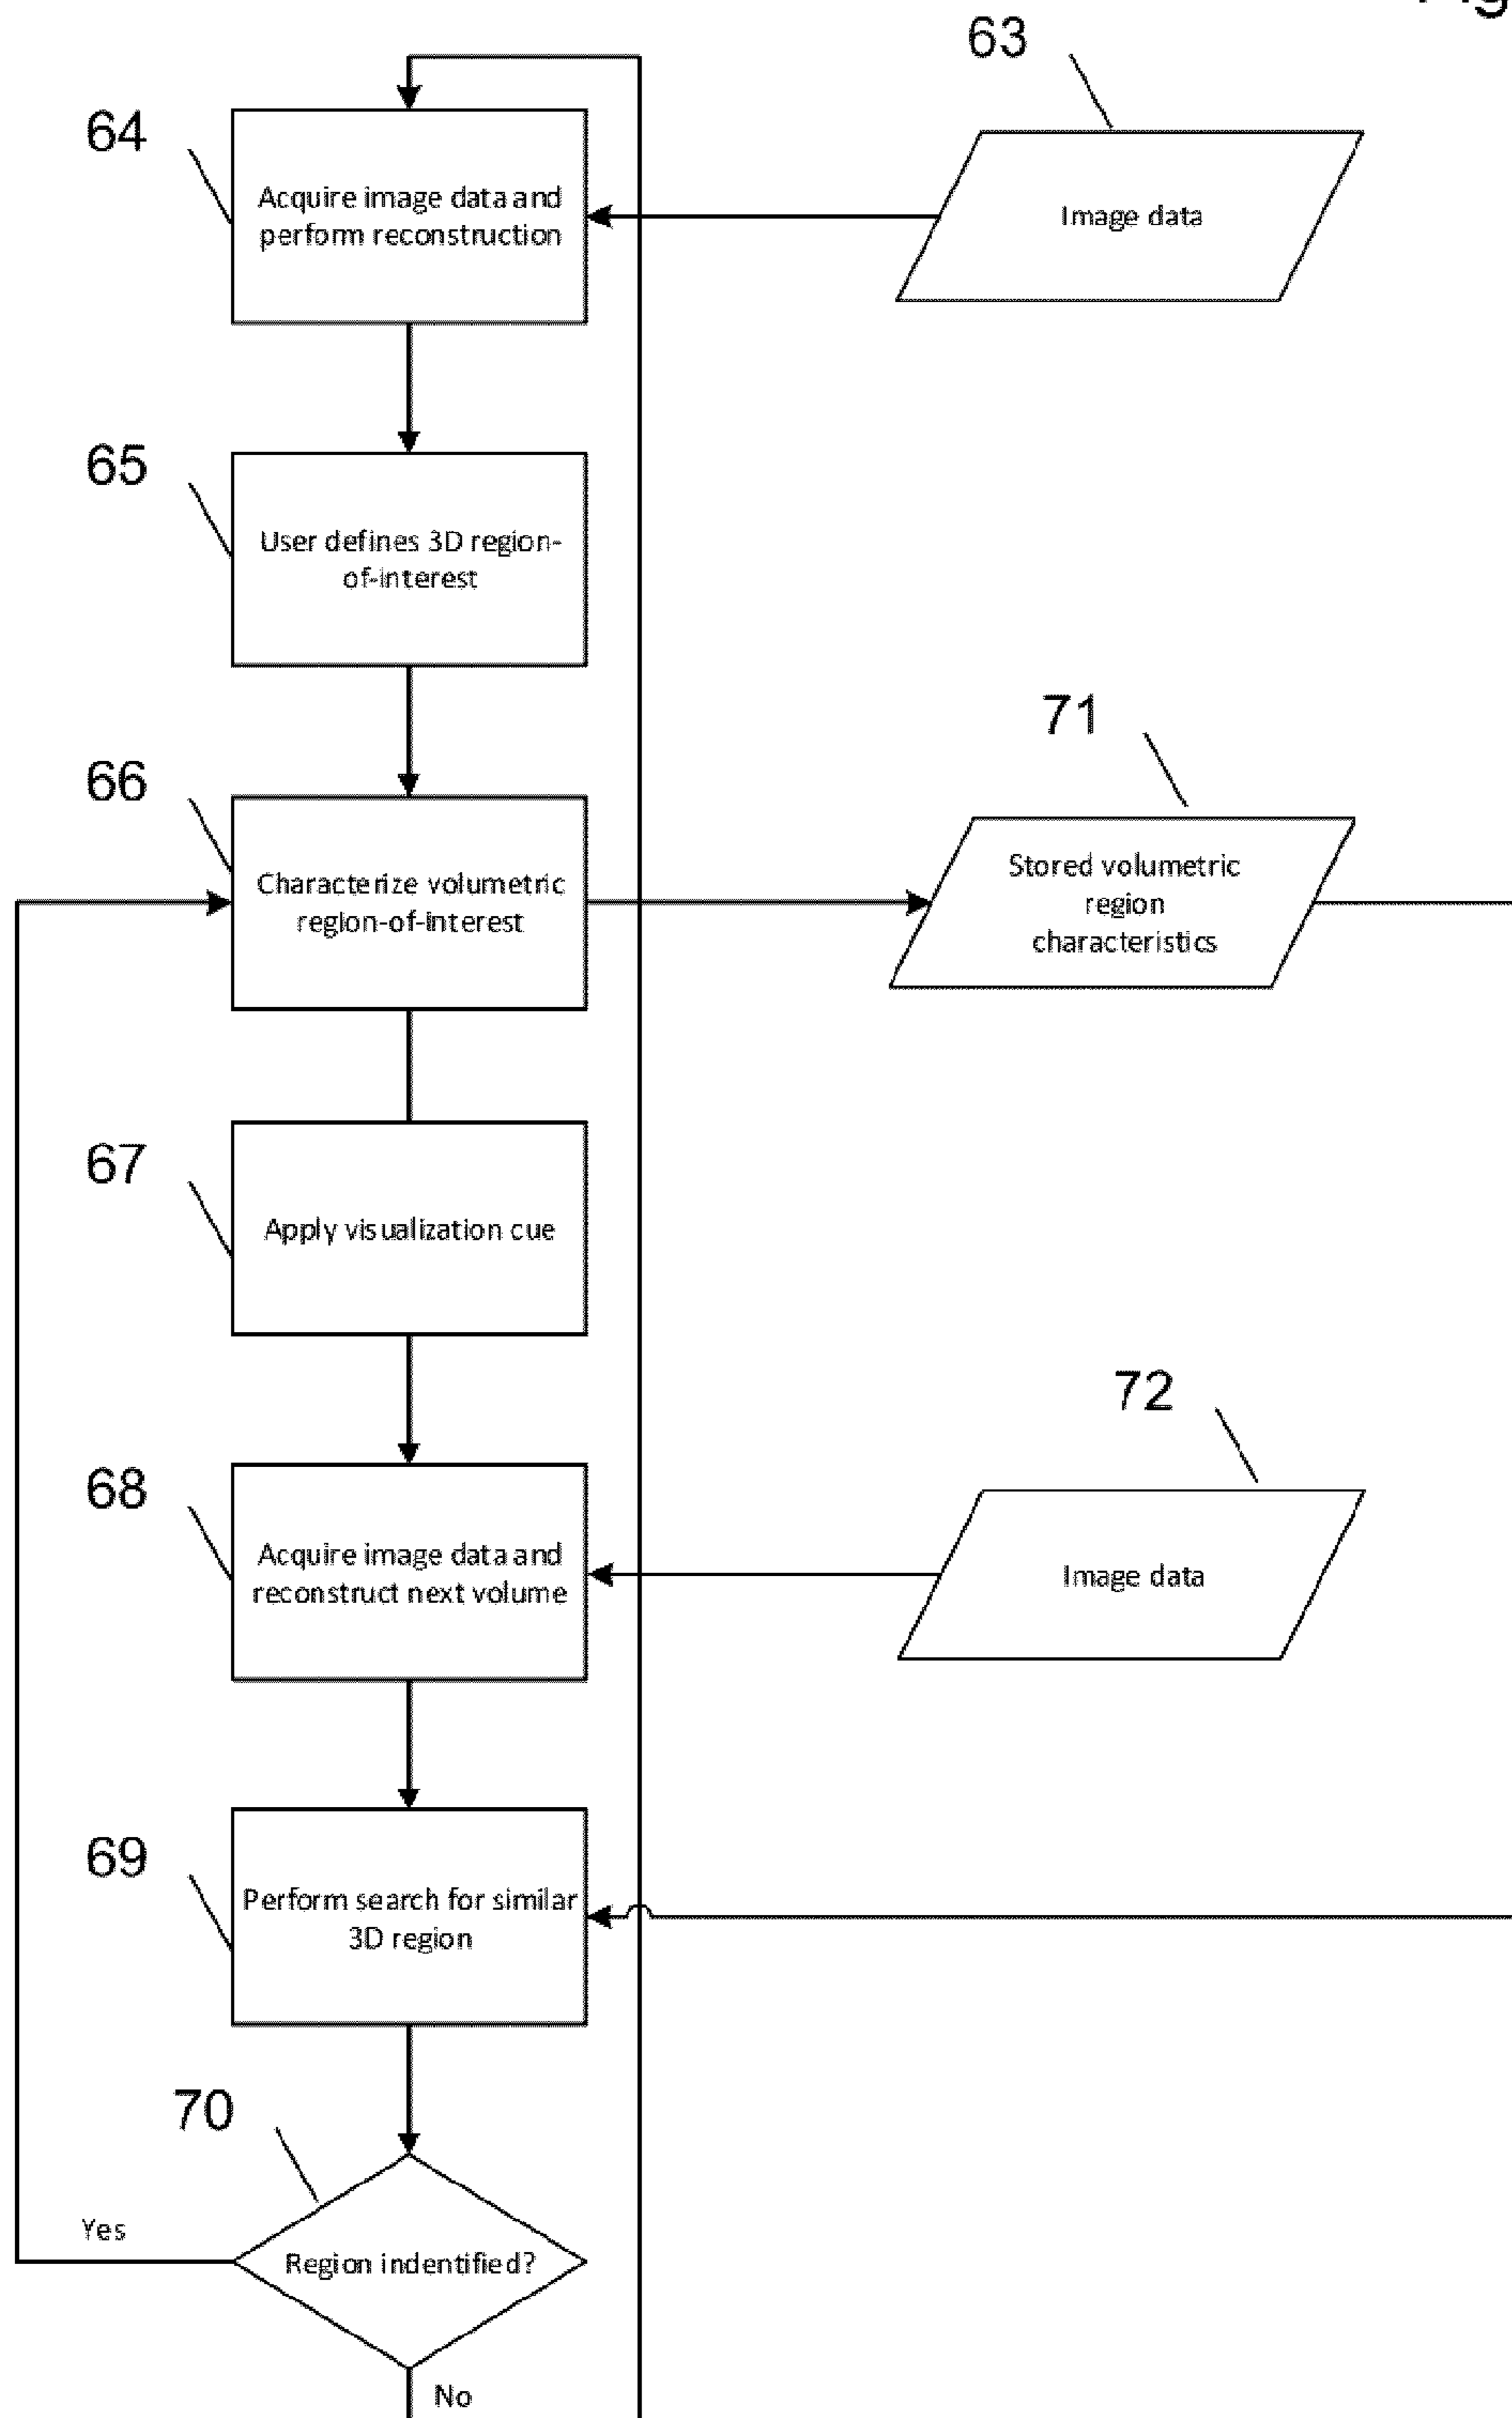 63
64
Acquire image data and
perform reconstruction
Image data
65
User defines 3D region-
of-interest
71
66
Characterize volumetric
region-of-interest
Stored volumetric
region
characteristics
67
Apply visualization cue
72
68
Acquire image data and
reconstruct next volume
Image data
69
Perform search for similar
3D region
70
Yes
Region indentified?
No